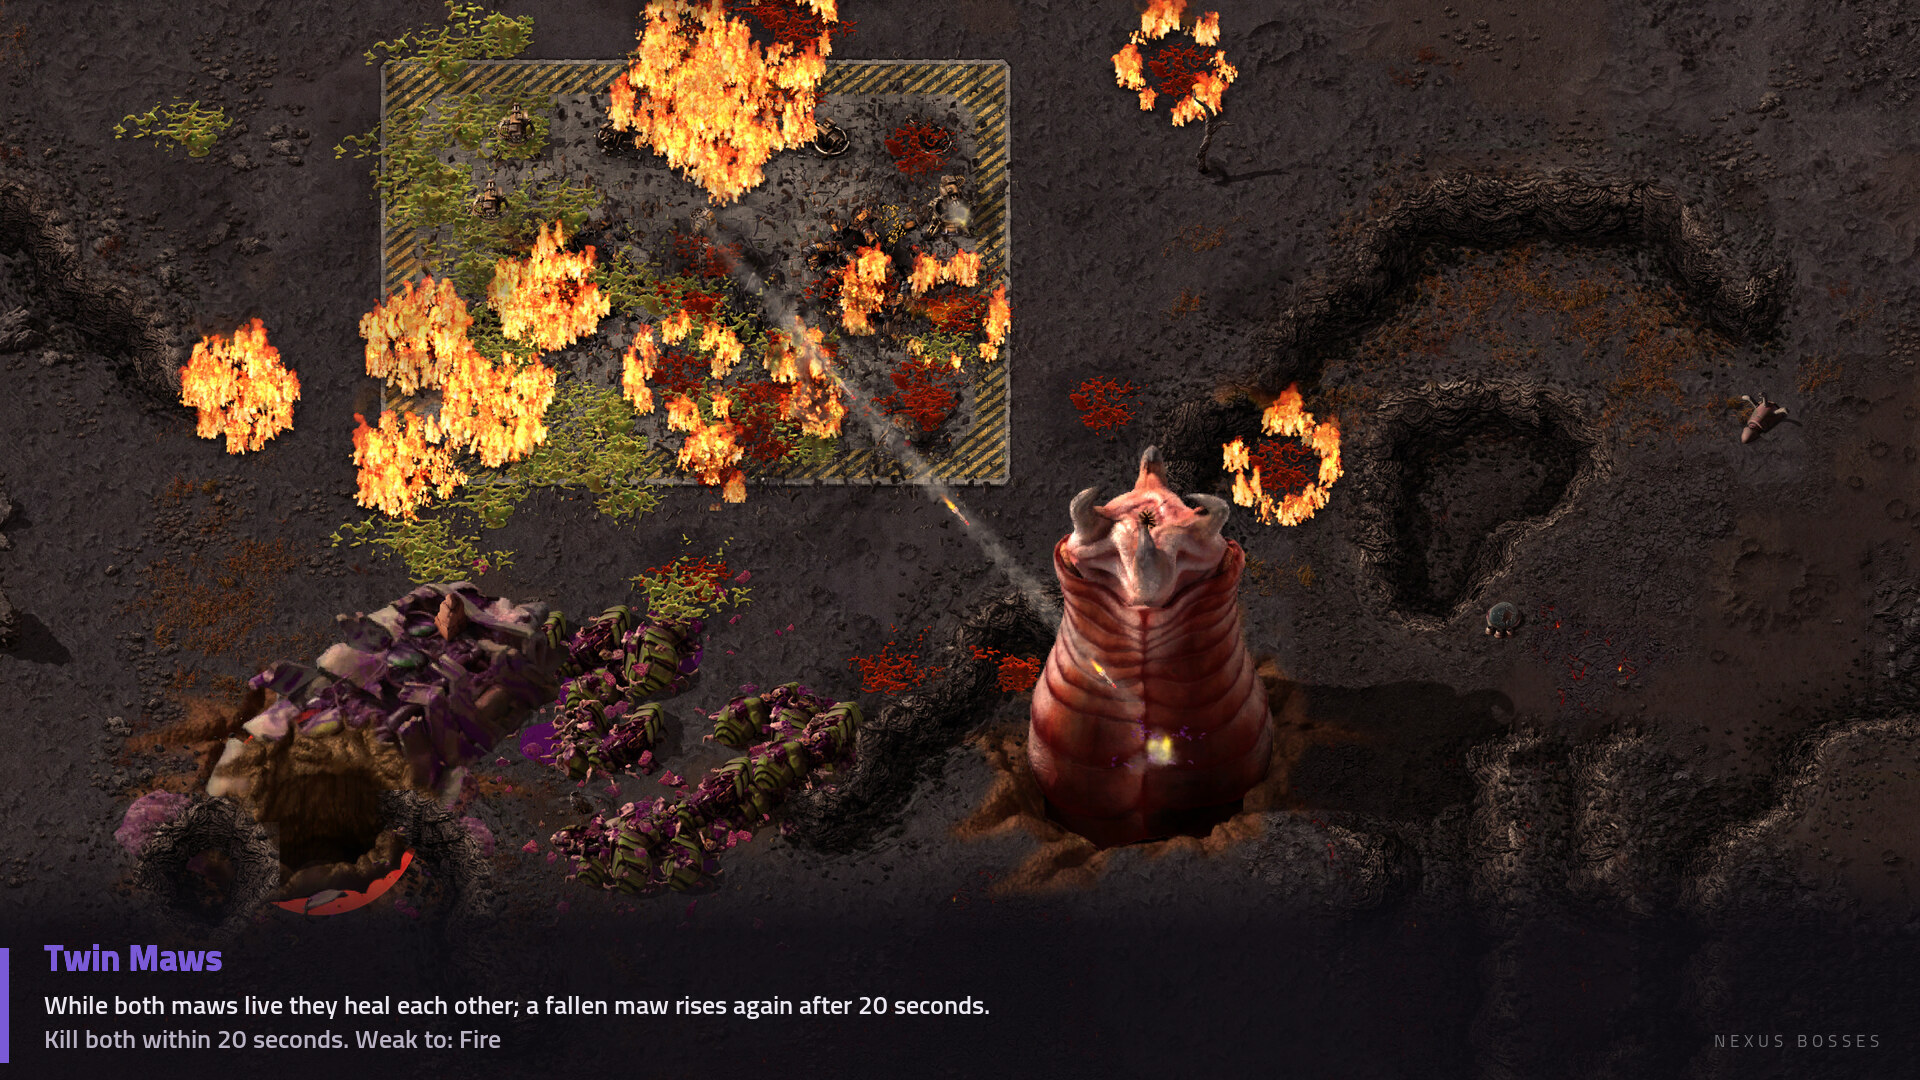 Twin Maws
While both maws live they heal each other; a fallen maw rises again after 20 seconds.
Kill both within 20 seconds. Weak to: Fire
NEXUS BOSSES